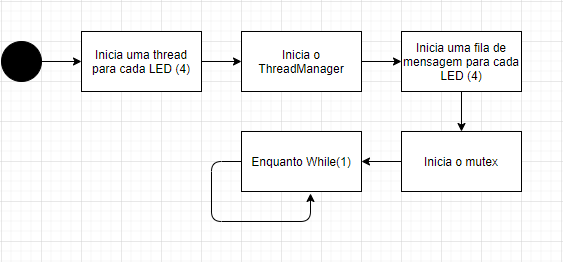 Inicia uma thread
para cada LED (4)
Inicia o
ThreadManager
Inicia uma fila de
mensagem para cada
LED (4)
Enquanto While(1)
Inicia o mutex